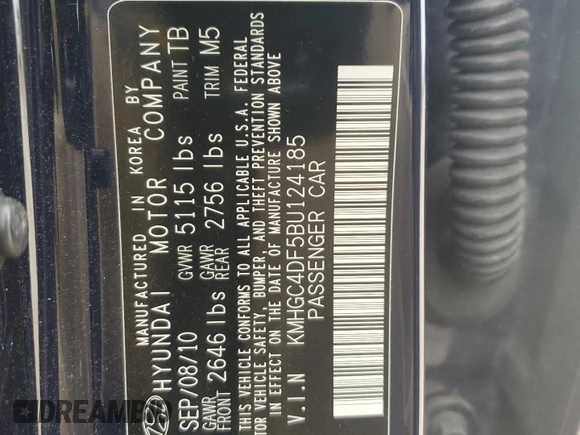 MANUFACTURED IN KOREA BY
HYUNDAI MOTOR COMPANY
SEP/08/10 GVWR 5115 lbs PAINT TB
GAWR FRONT 2646 lbs GAWR REAR 2756 lbs TRIM M5
THIS VEHICLE CONFORMS TO ALL APPLICABLE U.S.A. FEDERAL
MOTOR VEHICLE SAFETY, BUMPER, AND THEFT PREVENTION STANDARDS
IN EFFECT ON THE DATE OF MANUFACTURE SHOWN ABOVE
V.I.N KMHGC4DF5BU124185
PASSENGER CAR